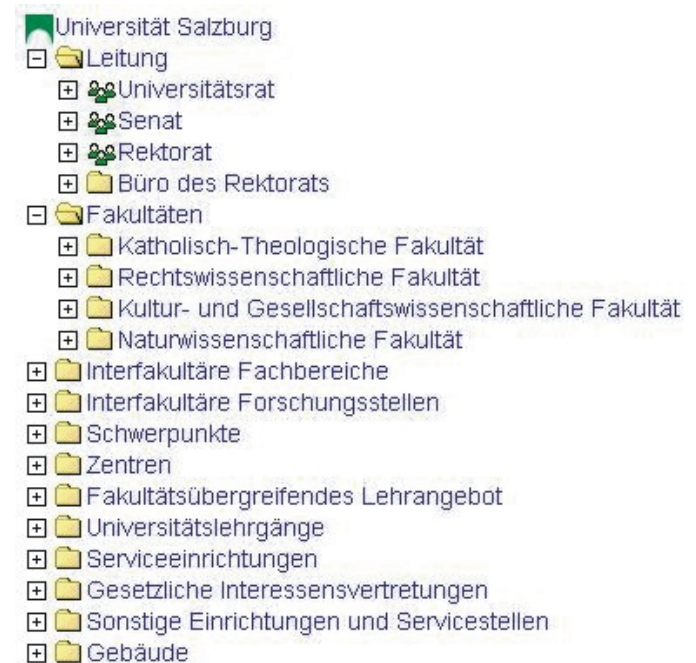 Universität Salzburg
Leitung
Universitätsrat
Senat
Rektorat
Büro des Rektorats
Fakultäten
Katholisch-Theologische Fakultät
Rechtswissenschaftliche Fakultät
Kultur- und Gesellschaftswissenschaftliche Fakultät
Naturwissenschaftliche Fakultät
Interfakultäre Fachbereiche
Interfakultäre Forschungsstellen
Schwerpunkte
Zentren
Fakultätsübergreifendes Lehrangebot
Universitätslehrgänge
Serviceeinrichtungen
Gesetzliche Interessensvertretungen
Sonstige Einrichtungen und Servicestellen
Gebäude